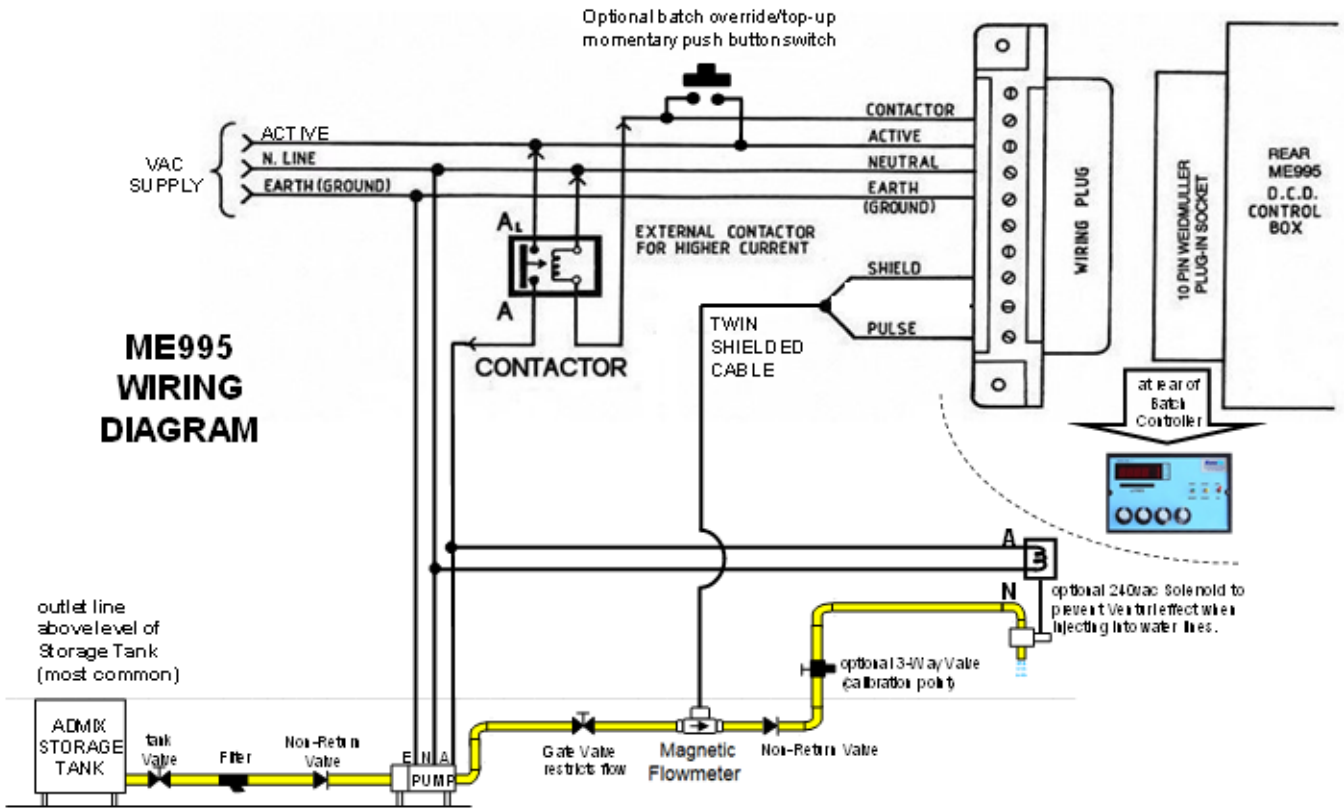 Optional batch override/top-up
momentary push button switch
CONTACTOR
ACTIVE
ACTIVE
VAC
SUPPLY
N. LINE
NEUTRAL
EARTH (GROUND)
EARTH
(GROUND)
WIRING PLUG
10 PIN WEIDMULLER
PLUG-IN SOCKET
REAR
ME995
D.C.D.
CONTROL
BOX
AL
EXTERNAL CONTACTOR
FOR HIGHER CURRENT
SHIELD
A
TWIN
SHIELDED
CABLE
PULSE
ME995
WIRING
DIAGRAM
CONTACTOR
at rear of
Batch
Controller
A
N
optional 240vac Solenoid to
prevent Venturi effect when
injecting into water lines.
outlet line
above level of
Storage Tank
(most common)
optional 3-Way Valve
(calibration point)
ADMIX
STORAGE
TANK
tank
Valve
Filter
Non-Return
Valve
E N A
PUMP
Gate Valve
restricts flow
Magnetic
Flowmeter
Non-Return Valve